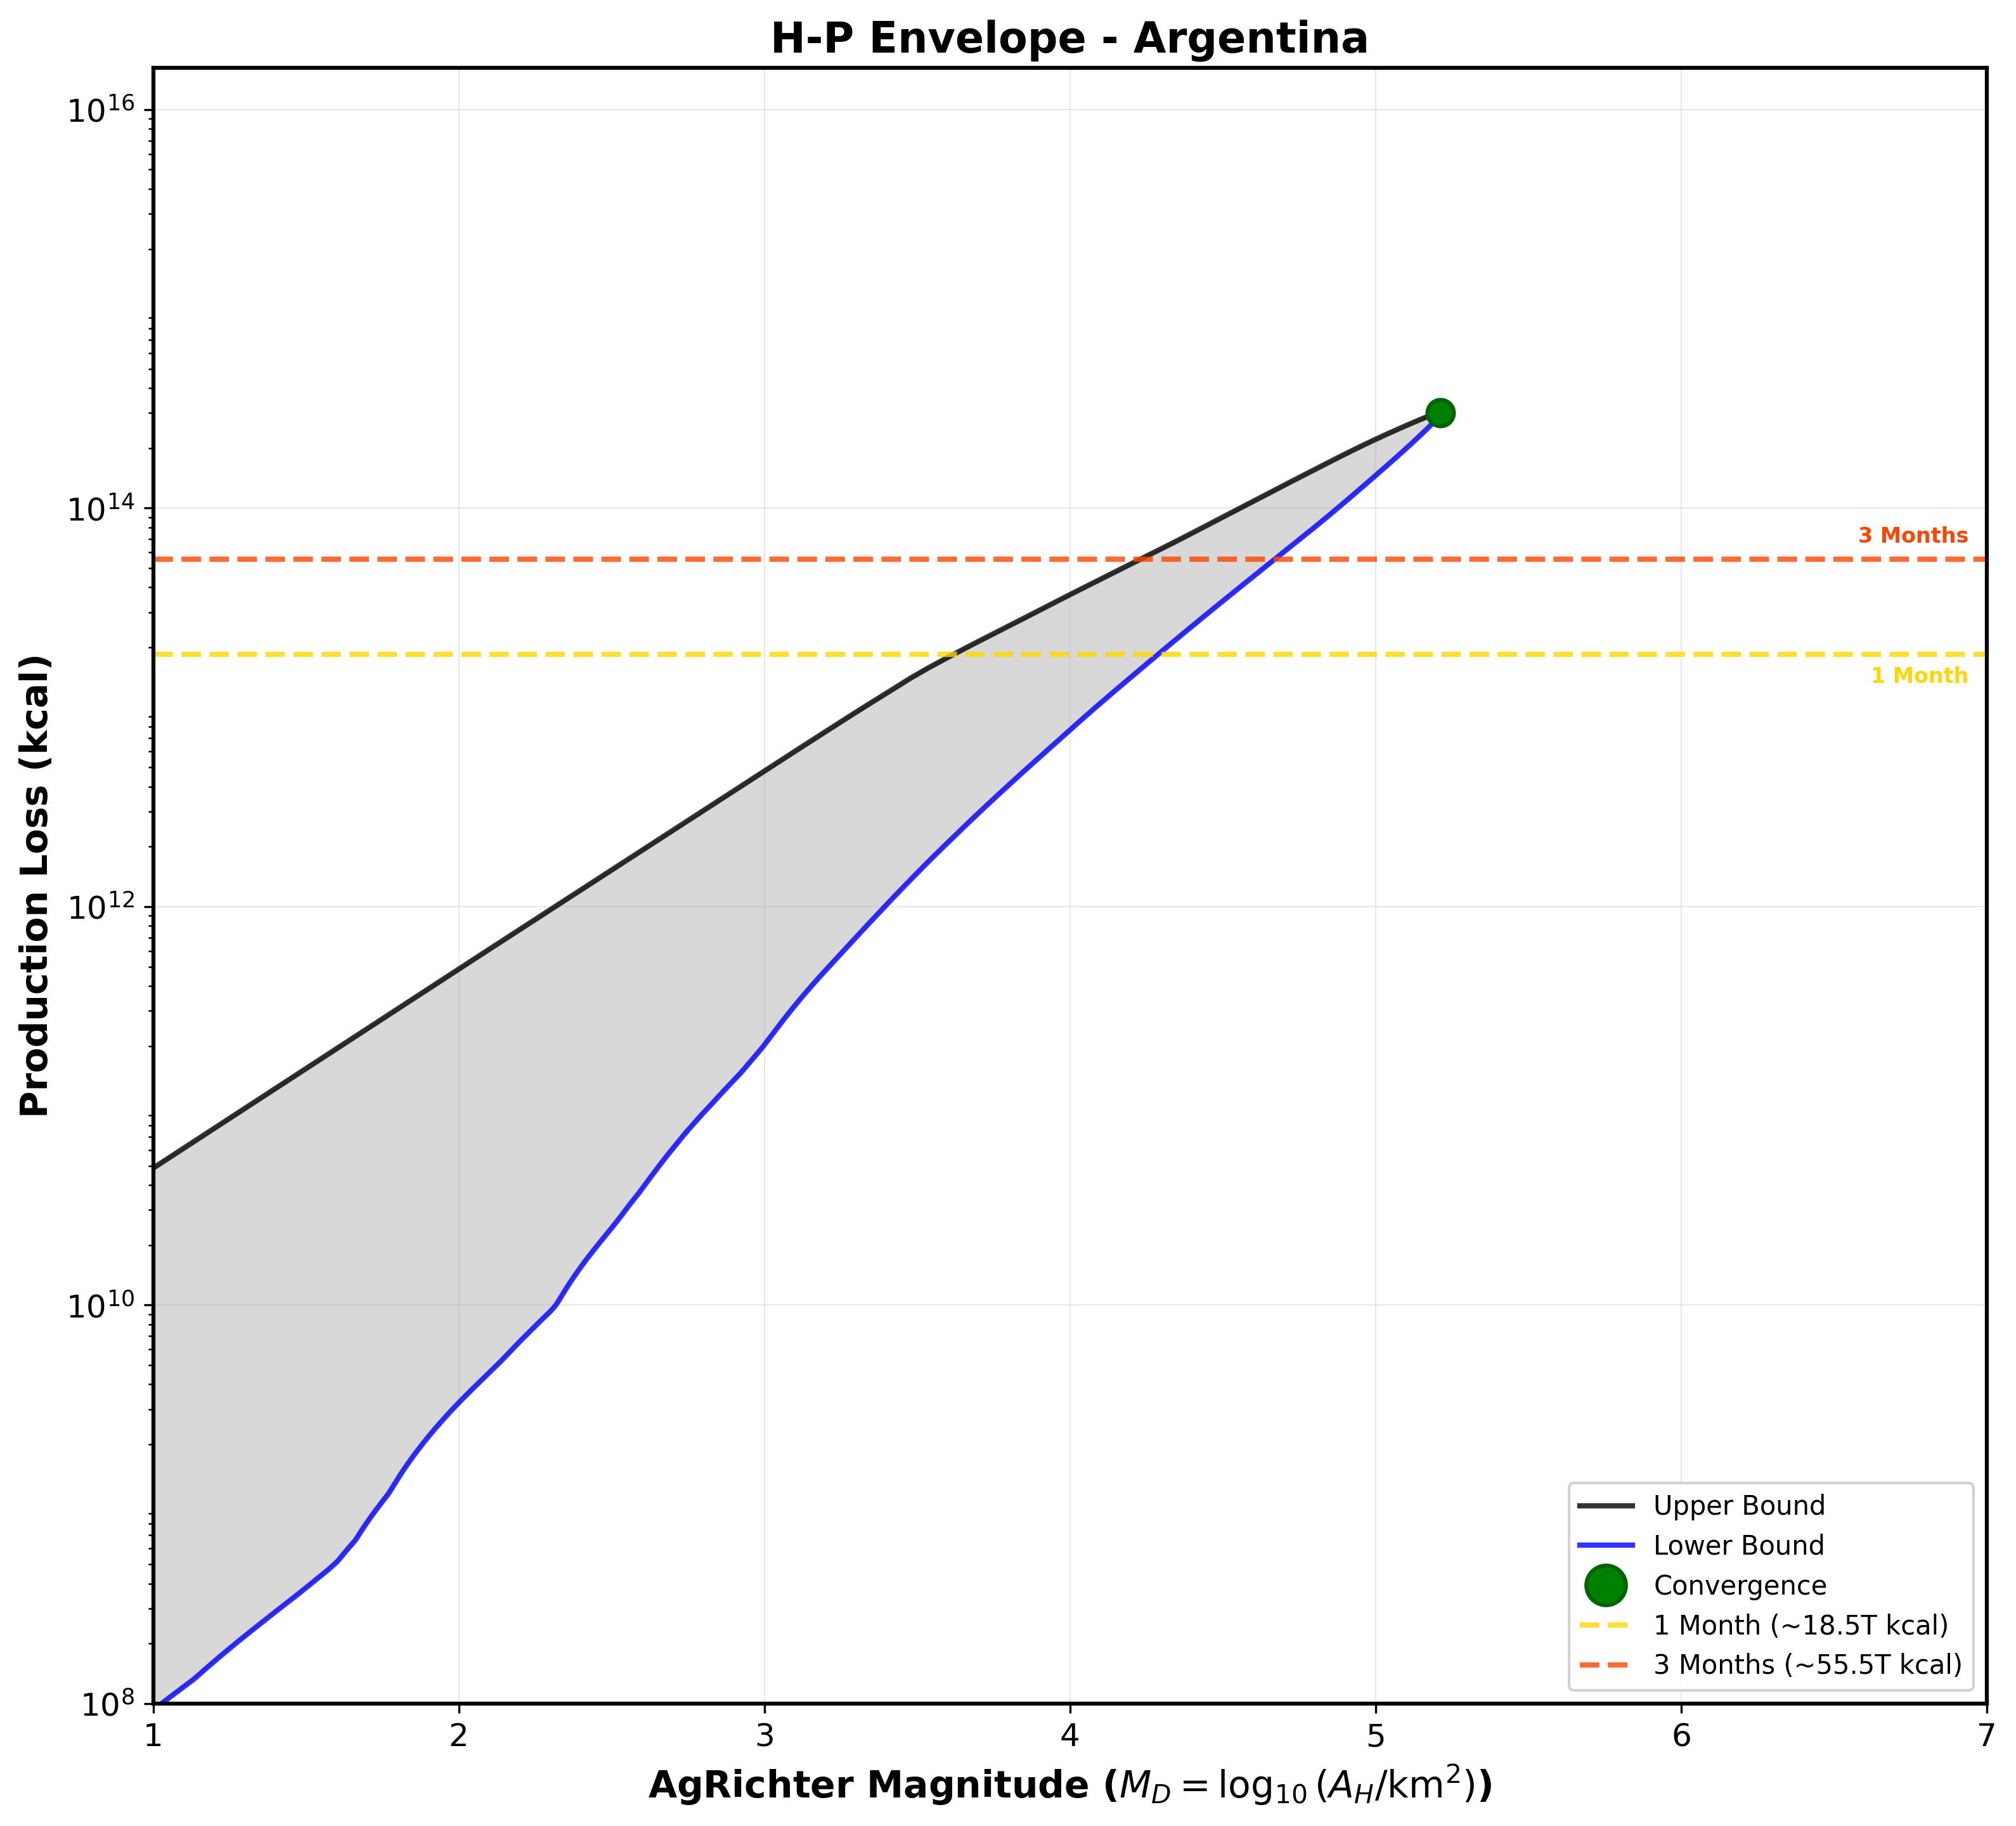 H-P Envelope - Argentina
10^16
10^14
10^12
10^10
10^8
Production Loss (kcal)
3 Months
1 Month
Upper Bound
Lower Bound
Convergence
1 Month (~18.5T kcal)
3 Months (~55.5T kcal)
1 2 3 4 5 6 7
AgRichter Magnitude (M_D = log_10 (A_H/km^2))